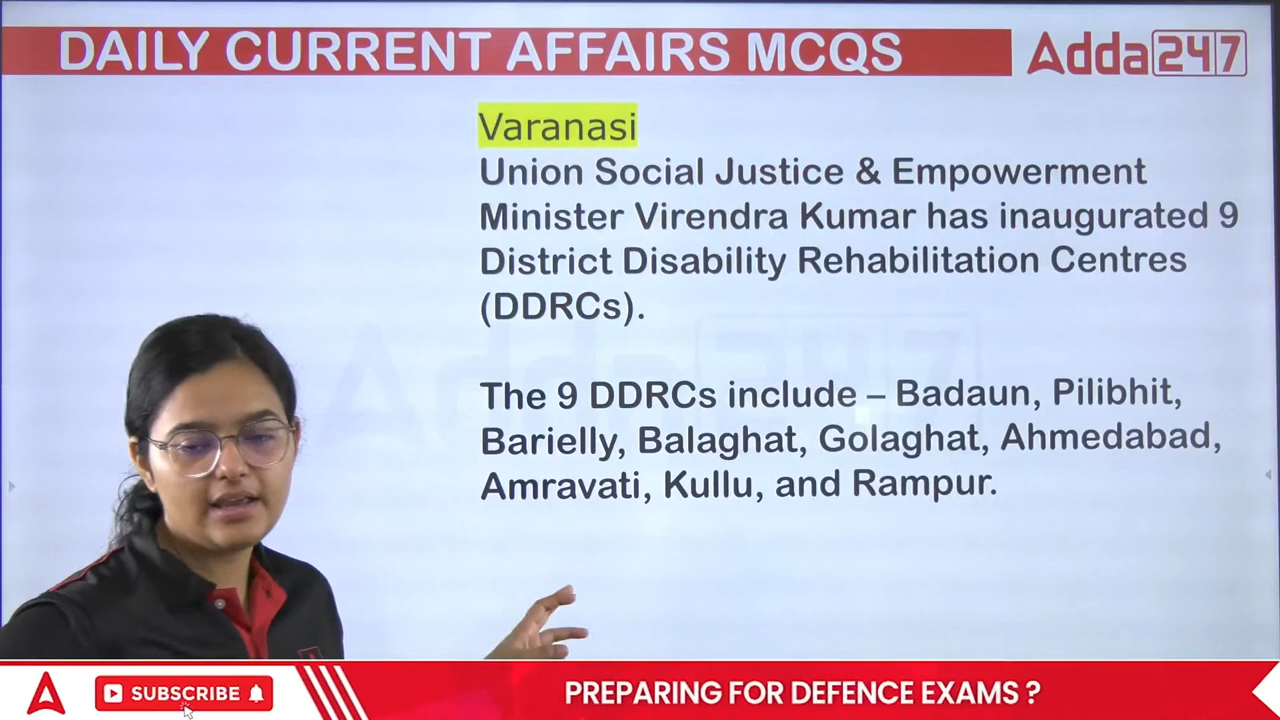 DAILY CURRENT AFFAIRS MCQS
Adda247
Varanasi
Union Social Justice & Empowerment
Minister Virendra Kumar has inaugurated 9
District Disability Rehabilitation Centres
(DDRCs).
The 9 DDRCs include – Badaun, Pilibhit,
Barielly, Balaghat, Golaghat, Ahmedabad,
Amravati, Kullu, and Rampur.
Adda247
SUBSCRIBE
PREPARING FOR DEFENCE EXAMS ?